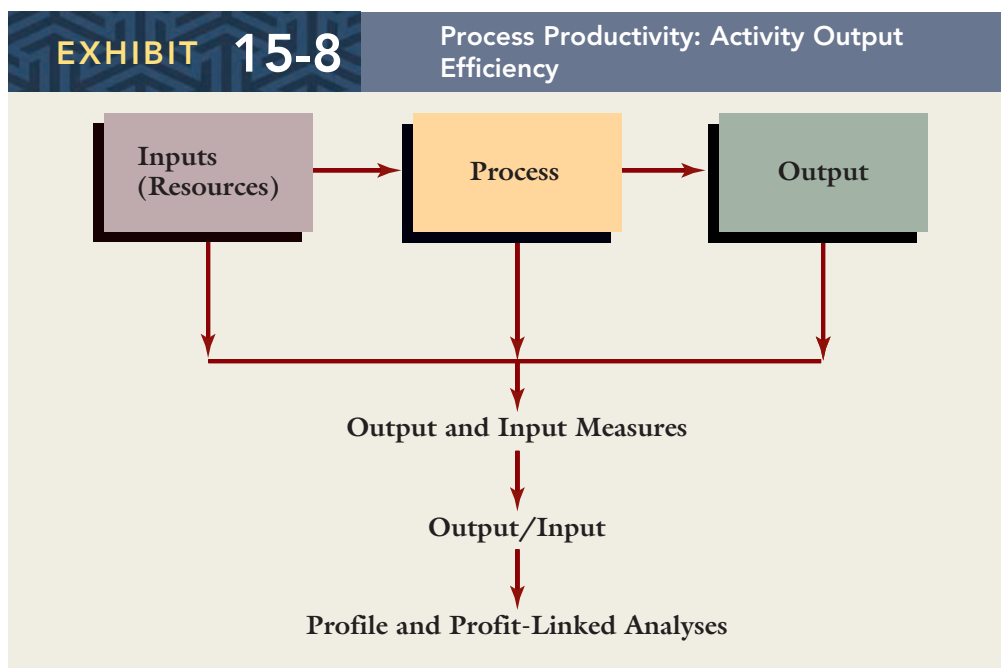 EXHIBIT 15-8
Process Productivity: Activity Output
Efficiency
Inputs
(Resources)
Process
Output
Output and Input Measures
Output/Input
Profile and Profit-Linked Analyses